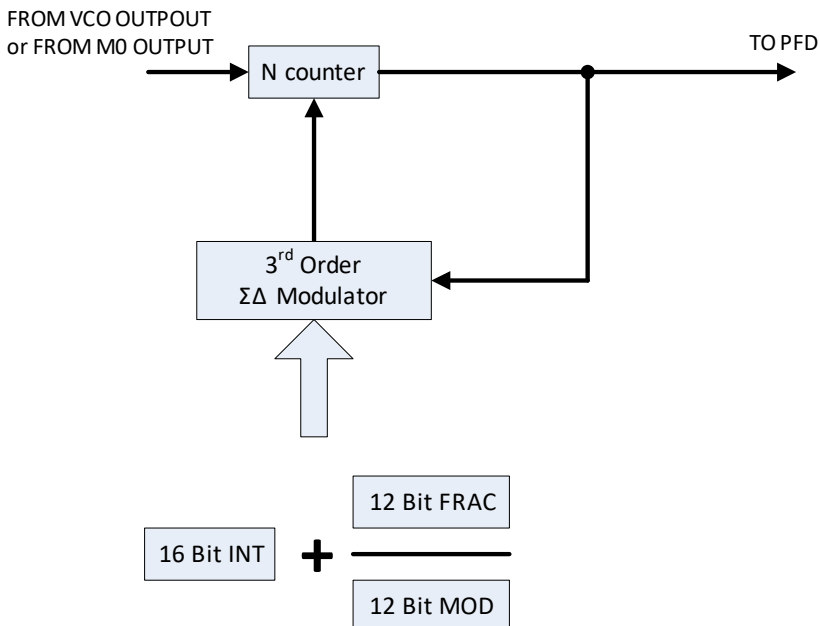 FROM VCO OUTPOUT
or FROM M0 OUTPUT
TO PFD
N counter
3rd Order
ΣΔ Modulator
12 Bit FRAC
16 Bit INT
+
12 Bit MOD